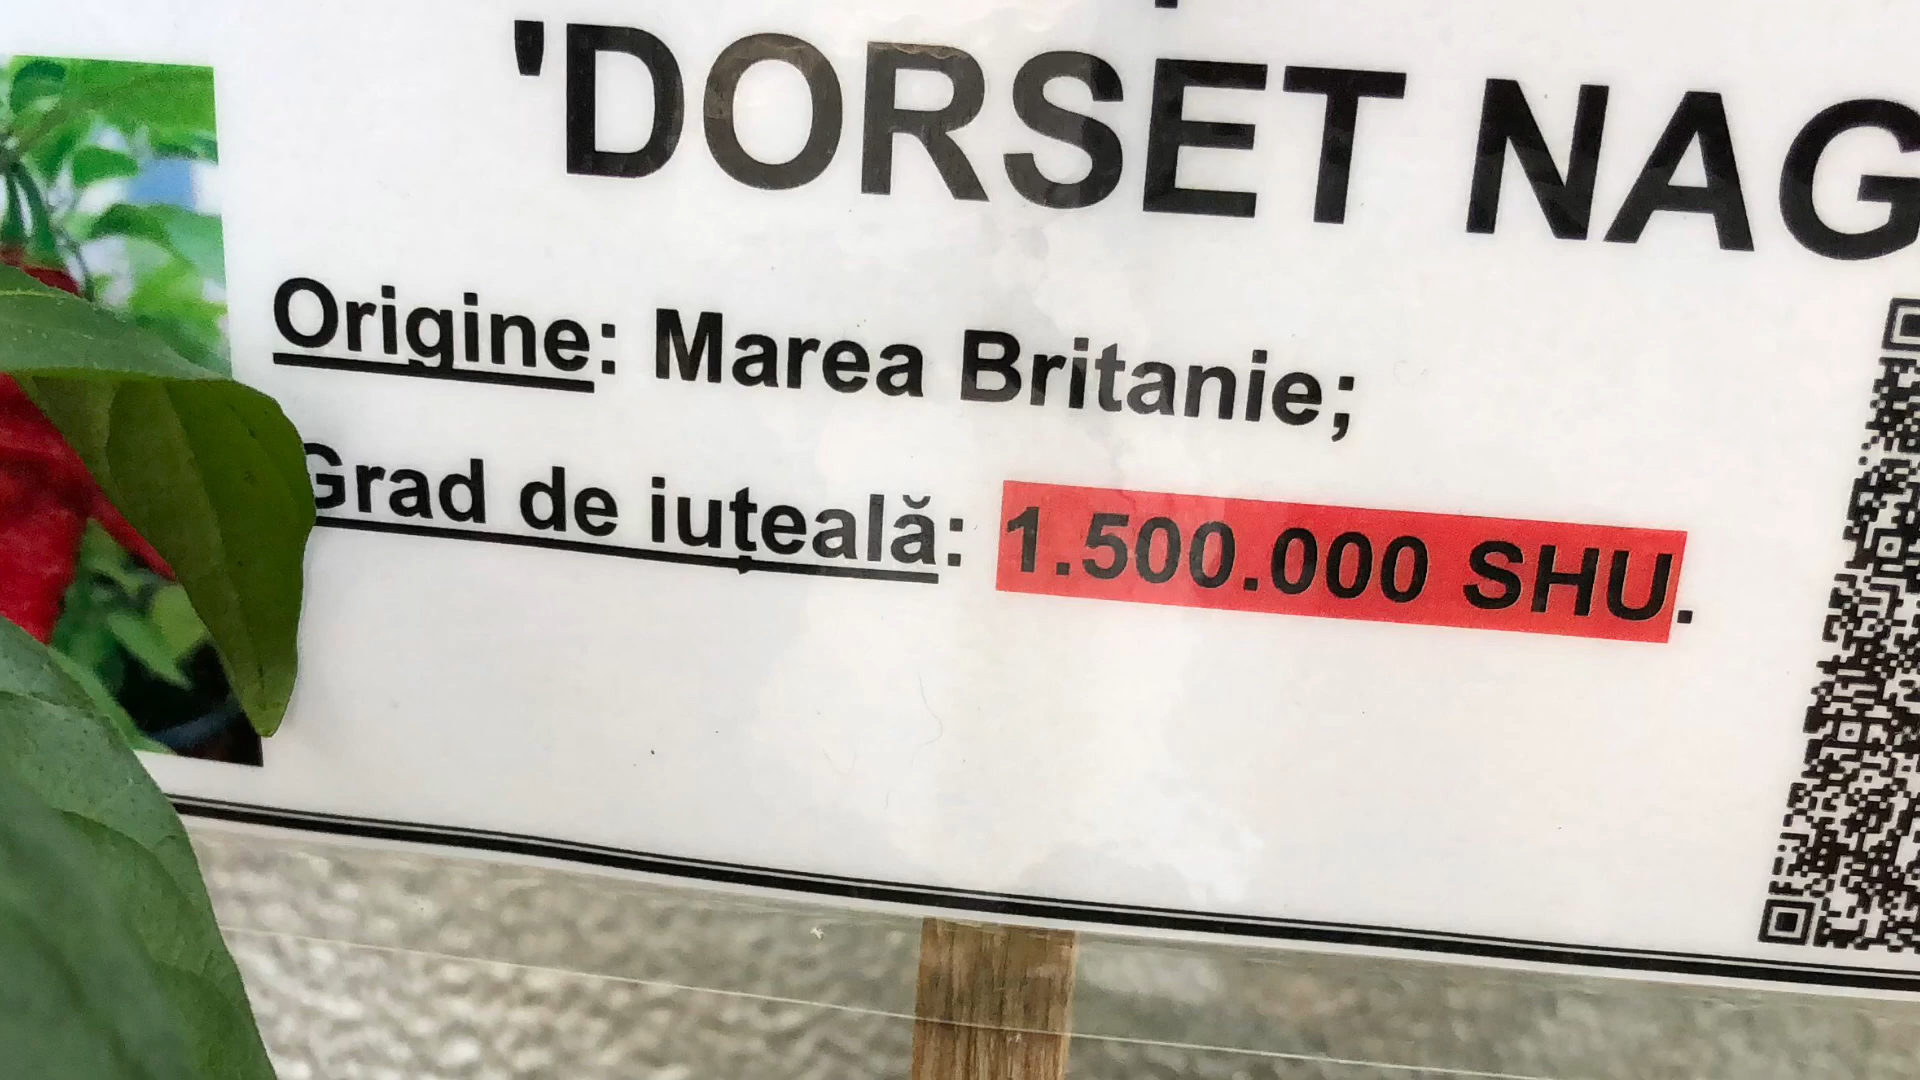 'DORSET NAG
Origine: Marea Britanie;
Grad de iuțeală: 1.500.000 SHU.